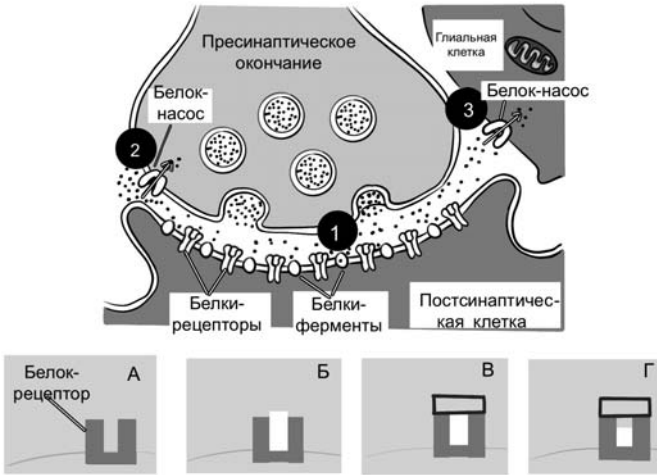 Пресинаптическое
окончание
Глиальная
клетка
Белок-
насос
3
Белок-насос
2
1
Белки-
рецепторы
Белки-
ферменты
Постсинаптичес-
кая клетка
Белок-
рецептор
А
Б
В
Г